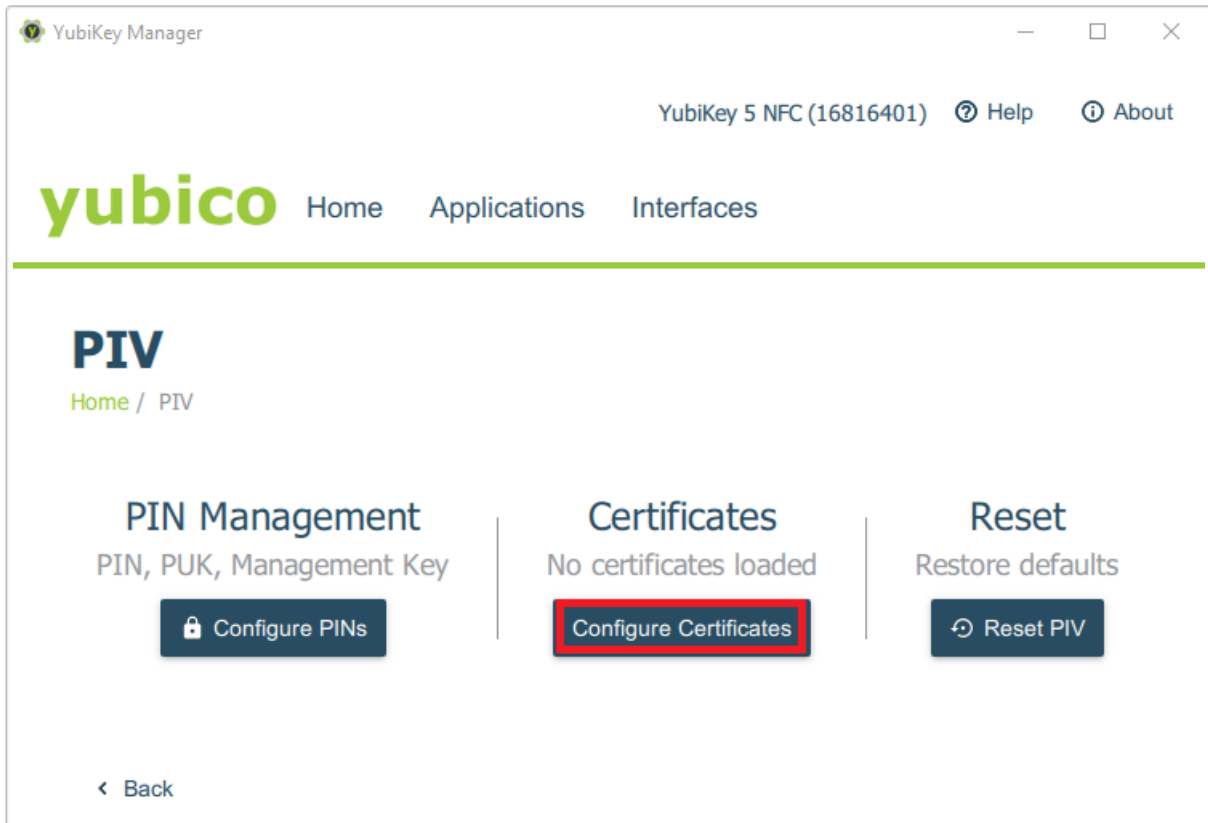 YubiKey Manager
YubiKey 5 NFC (16816401) Help About
yubico Home Applications Interfaces
PIV
Home / PIV
PIN Management Certificates Reset
PIN, PUK, Management Key No certificates loaded Restore defaults
Configure PINs Configure Certificates Reset PIV
Back